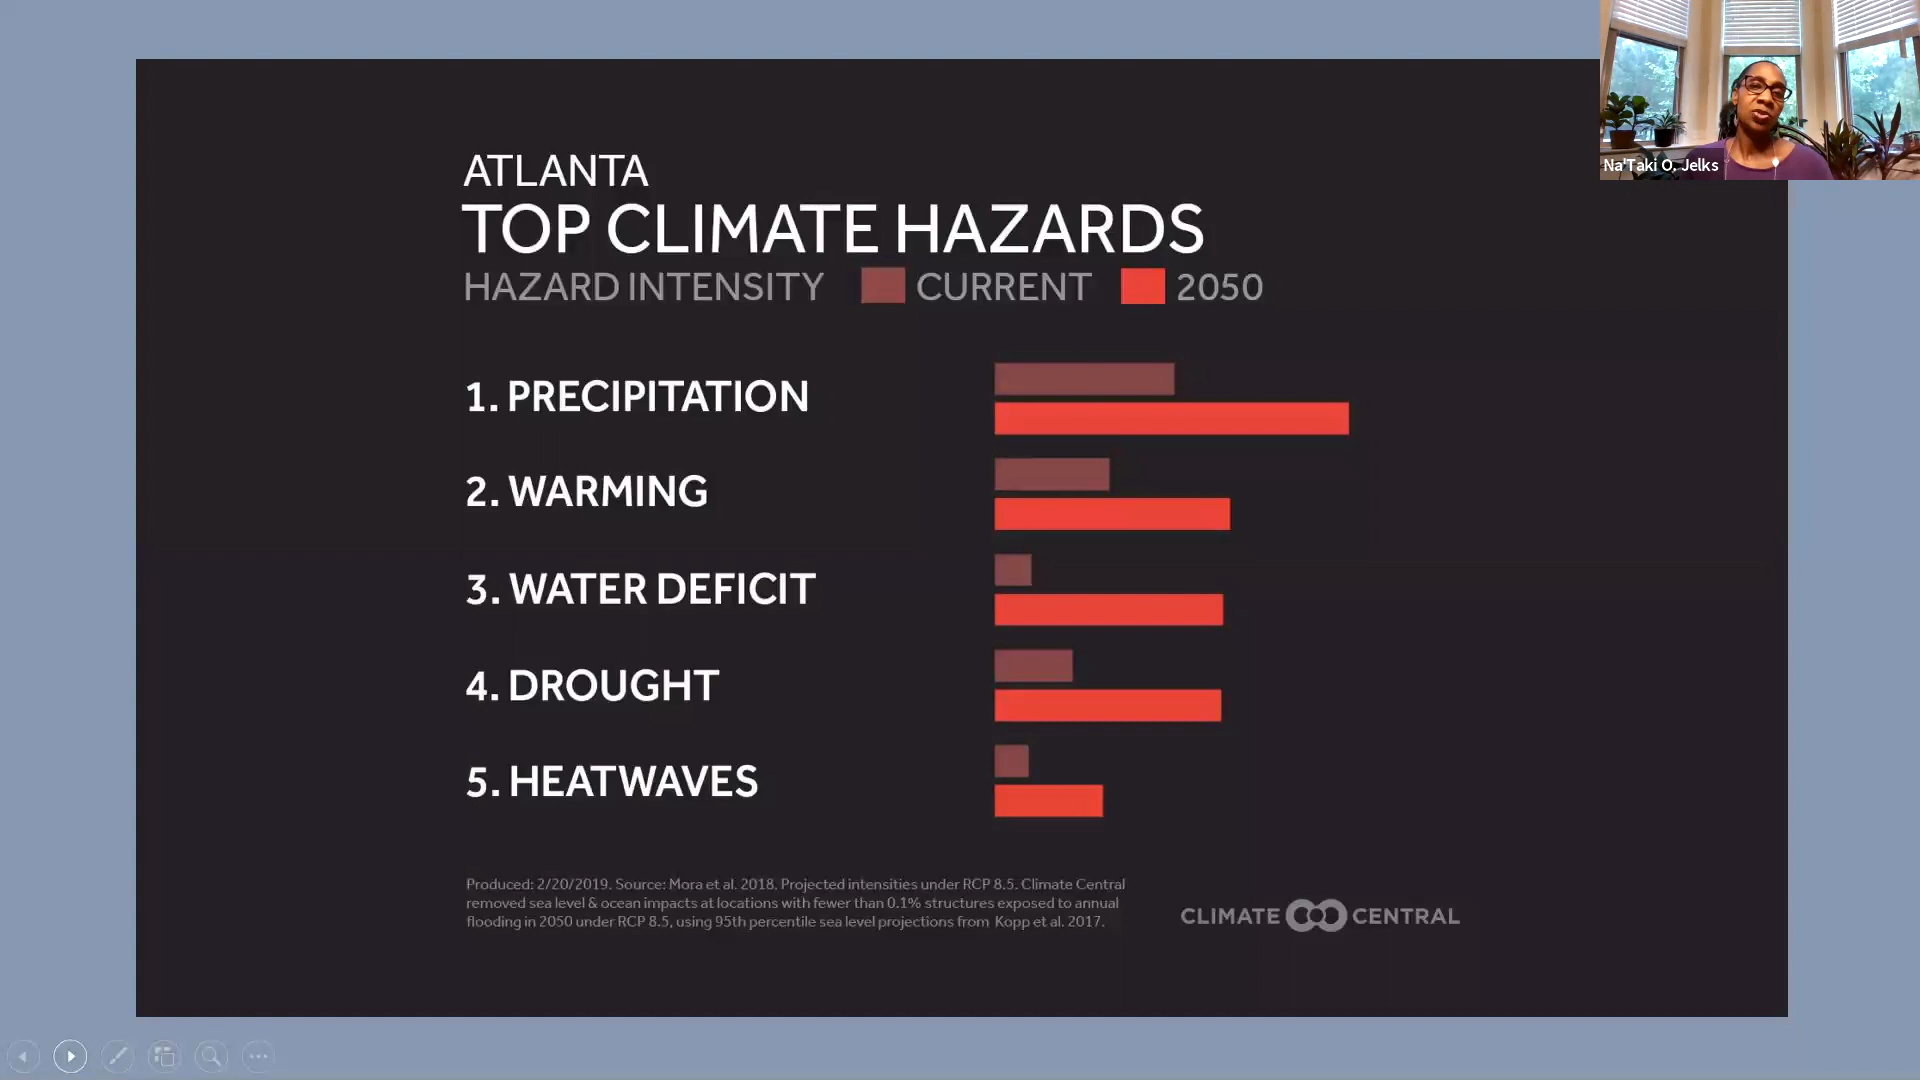 Na'Taki O. Jelks
ATLANTA
TOP CLIMATE HAZARDS
HAZARD INTENSITY CURRENT 2050
1. PRECIPITATION
2. WARMING
3. WATER DEFICIT
4. DROUGHT
5. HEATWAVES
Produced: 2/20/2019. Source: Mora et al. 2018. Projected intensities under RCP 8.5. Climate Central
removed sea level & ocean impacts at locations with fewer than 0.1% structures exposed to annual
flooding in 2050 under RCP 8.5, using 95th percentile sea level projections from Kopp et al. 2017.
CLIMATE CENTRAL